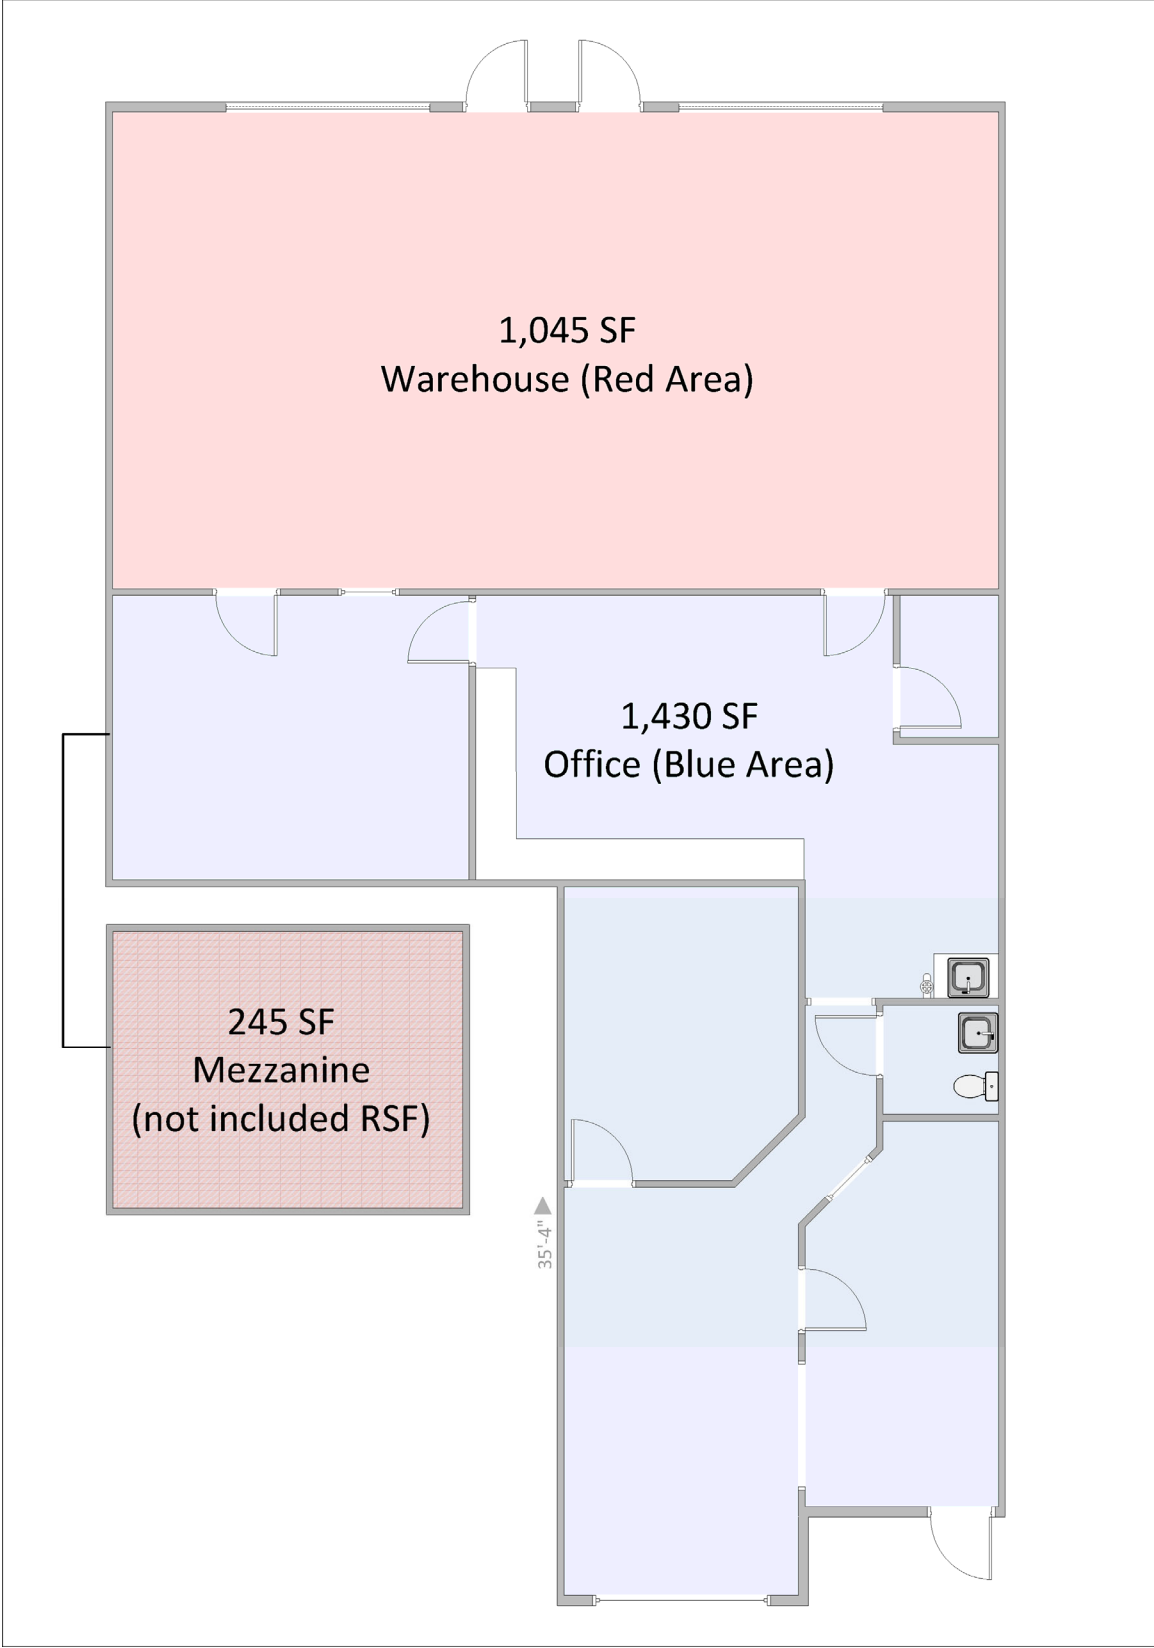 1,045 SF
Warehouse (Red Area)
1,430 SF
Office (Blue Area)
245 SF
Mezzanine
(not included RSF)
35'-4"